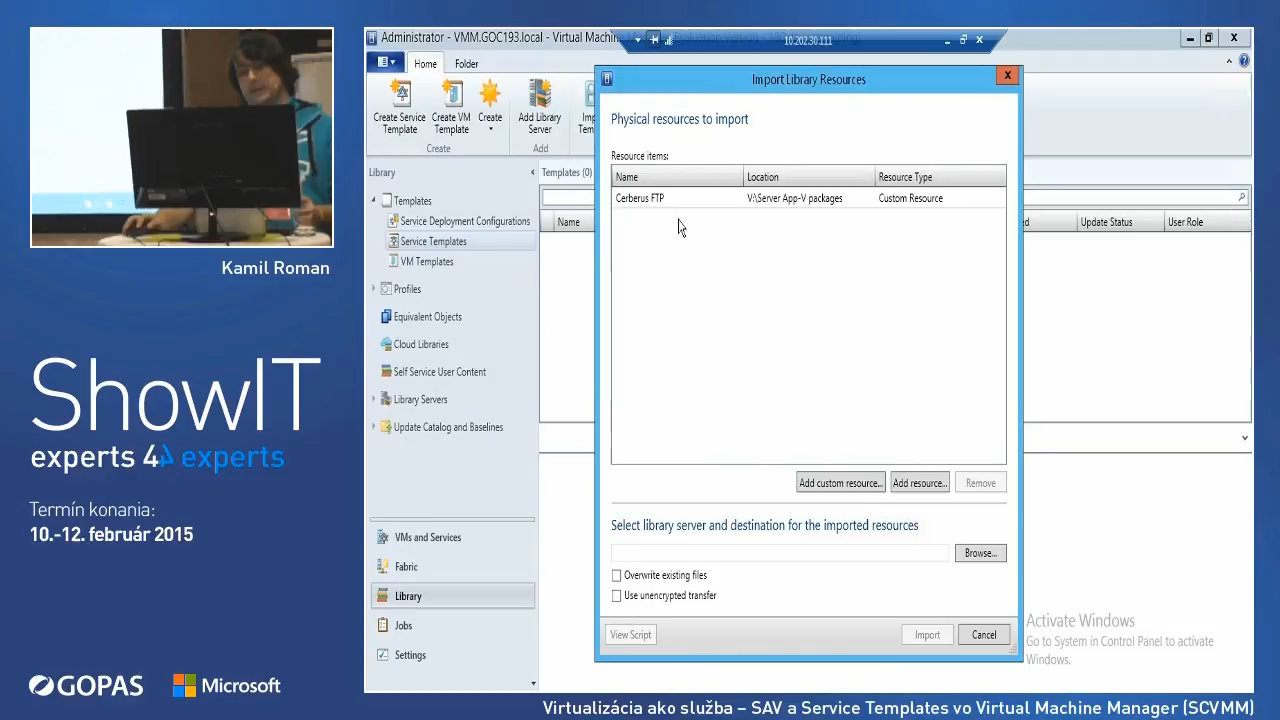 Kamil Roman
ShowIT
experts 4 experts
Termín konania:
10.-12. február 2015
GOPAS
Microsoft
Administrator - VMM.GOC193.local - Virtual Machine
10.202.30.111
Home
Folder
Create Service Template
Create VM Template
Create
Add Library Server
Create
Add
Library
Templates
Service Deployment Configurations
Service Templates
VM Templates
Profiles
Equivalent Objects
Cloud Libraries
Self Service User Content
Library Servers
Update Catalog and Baselines
VMs and Services
Fabric
Library
Jobs
Settings
Templates (0)
Name
Update Status
User Role
Import Library Resources
X
Physical resources to import
Resource items:
Name Location Resource Type
Cerberus FTP V:\Server App-V packages Custom Resource
Add custom resource... Add resource... Remove
Select library server and destination for the imported resources
Browse...
Overwrite existing files
Use unencrypted transfer
View Script Import Cancel
Activate Windows
Go to System in Control Panel to activate
Windows.
Virtualizácia ako služba – SAV a Service Templates vo Virtual Machine Manager (SCVMM)